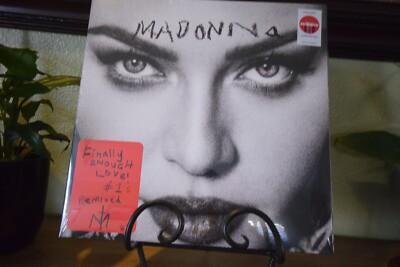 MADONNA
Finally
ENOUGH
LOVE:
#1's
Remixed
M